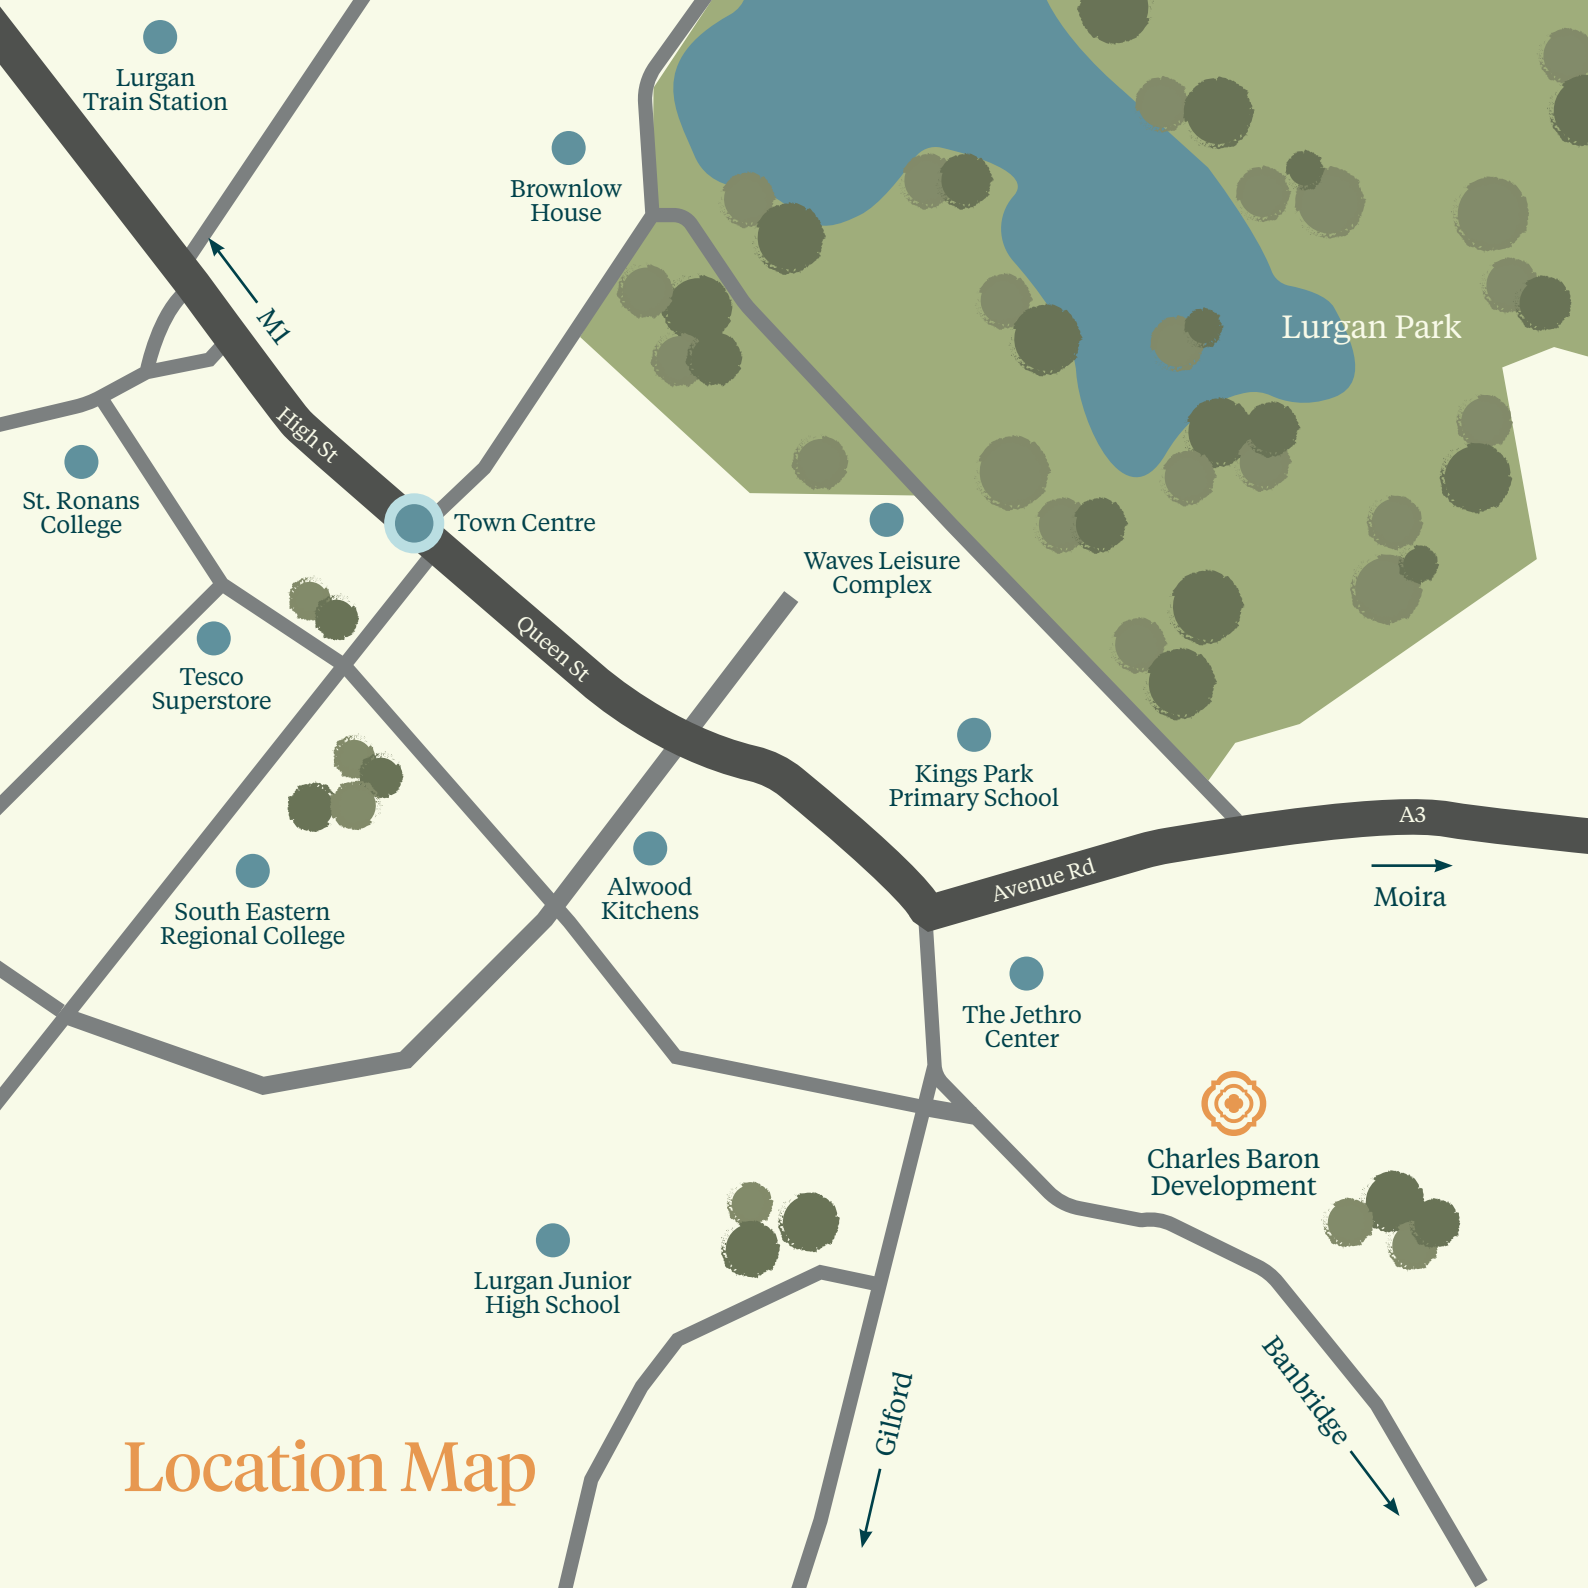 Lurgan
Train Station
Brownlow
House
M1
Lurgan Park
High St
St. Ronans
College
Town Centre
Waves Leisure
Complex
Queen St
Tesco
Superstore
Kings Park
Primary School
A3
Avenue Rd
Moira
Alwood
Kitchens
South Eastern
Regional College
The Jethro
Center
Charles Baron
Development
Lurgan Junior
High School
Gilford
Banbridge
Location Map